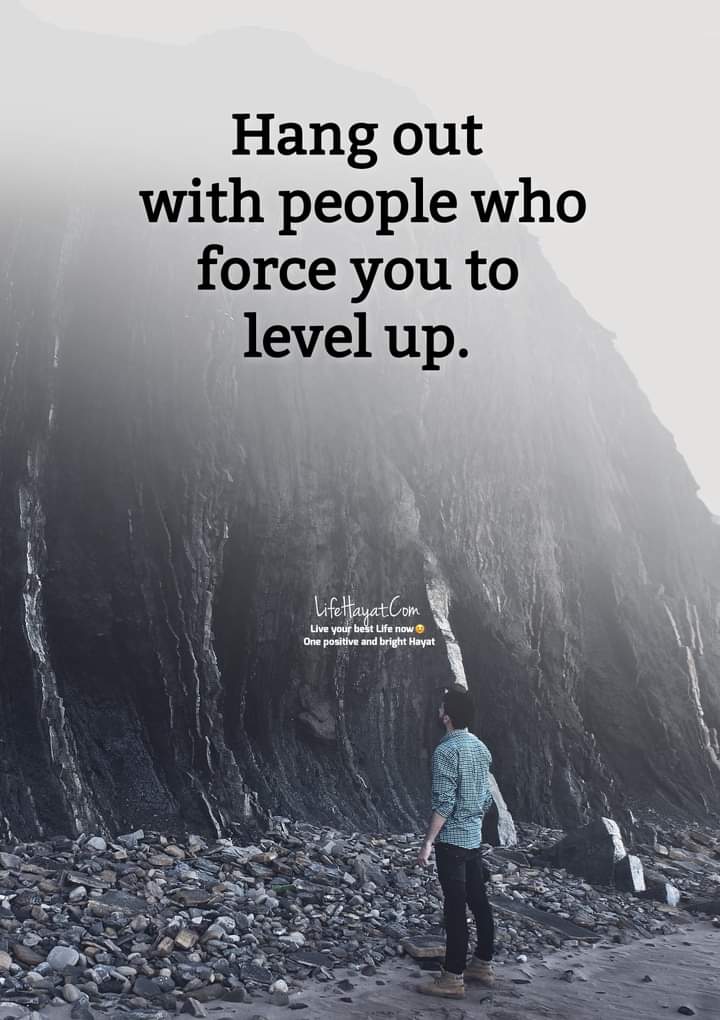 Hang out
with people who
force you to
level up.
LifeHayat.Com
Live your best Life now😊
One positive and bright Hayat